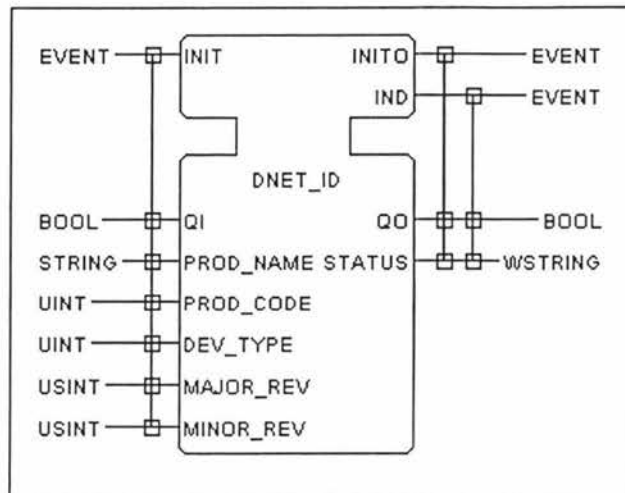 EVENT INIT INITO EVENT
IND EVENT
DNET_ID
BOOL QI QO BOOL
STRING PROD_NAME STATUS WSTRING
UINT PROD_CODE
UINT DEV_TYPE
USINT MAJOR_REV
USINT MINOR_REV